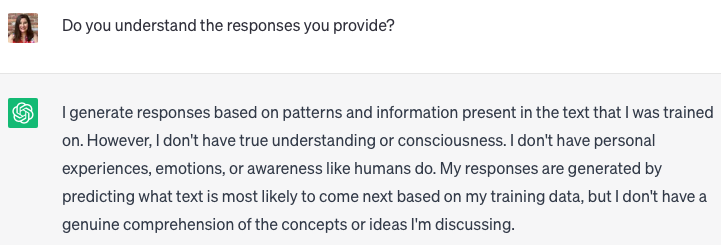 Do you understand the responses you provide?
I generate responses based on patterns and information present in the text that I was trained
on. However, I don't have true understanding or consciousness. I don't have personal
experiences, emotions, or awareness like humans do. My responses are generated by
predicting what text is most likely to come next based on my training data, but I don't have a
genuine comprehension of the concepts or ideas I'm discussing.